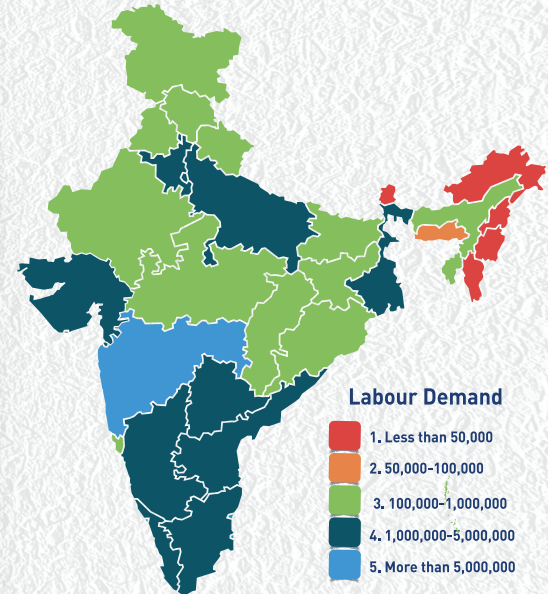 Labour Demand
1. Less than 50,000
2. 50,000-100,000
3. 100,000-1,000,000
4. 1,000,000-5,000,000
5. More than 5,000,000